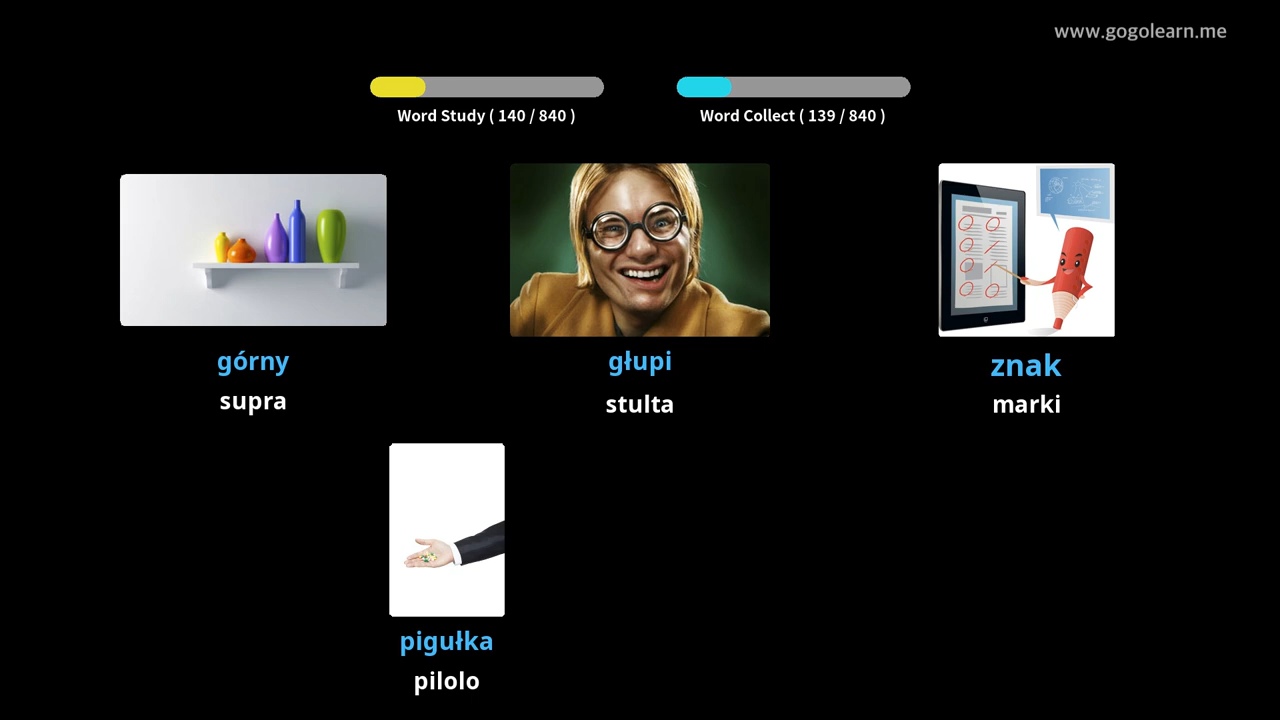 www.gogolearn.me
Word Study ( 140 / 840 )
Word Collect ( 139 / 840 )
górny
supra
głupi
stulta
znak
marki
pigułka
pilolo